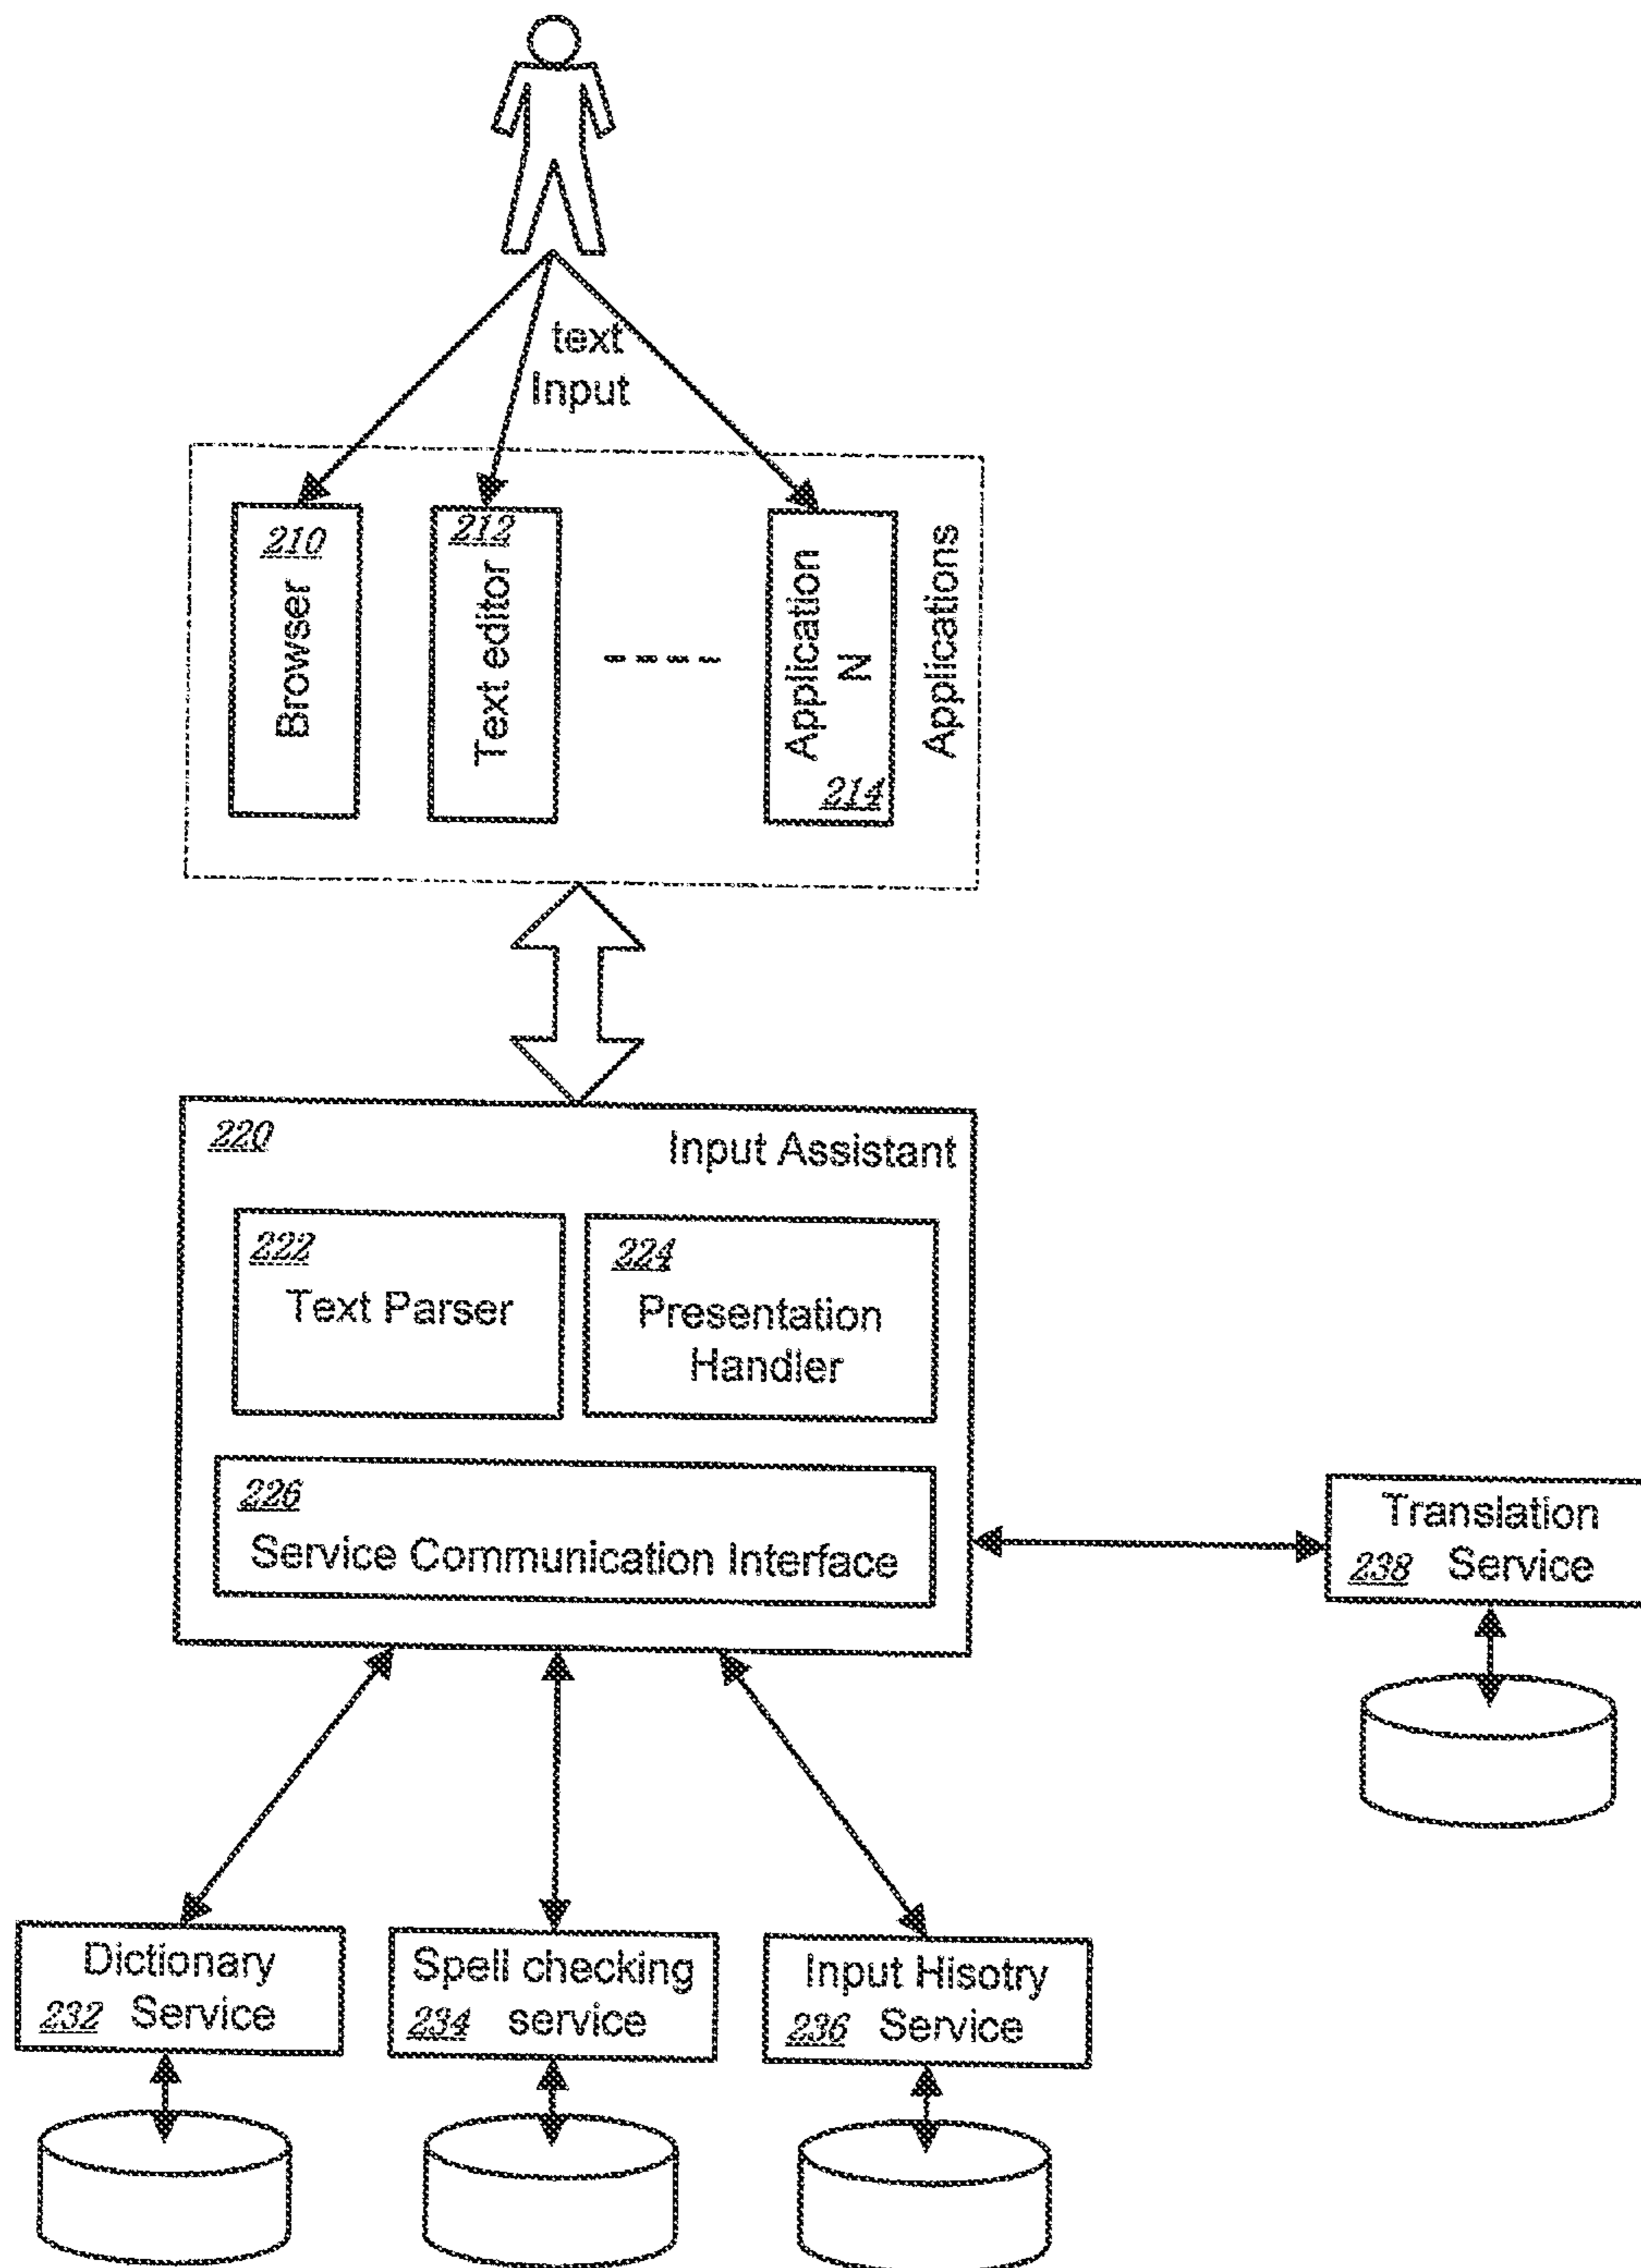 text
Input
210
Browser
212
Text editor
Application
N
214
Applications
220
Input Assistant
222
Text Parser
224
Presentation
Handler
226
Service Communication Interface
Translation
238 Service
Dictionary
232 Service
Spell checking
234 service
Input Hisotry
236 Service